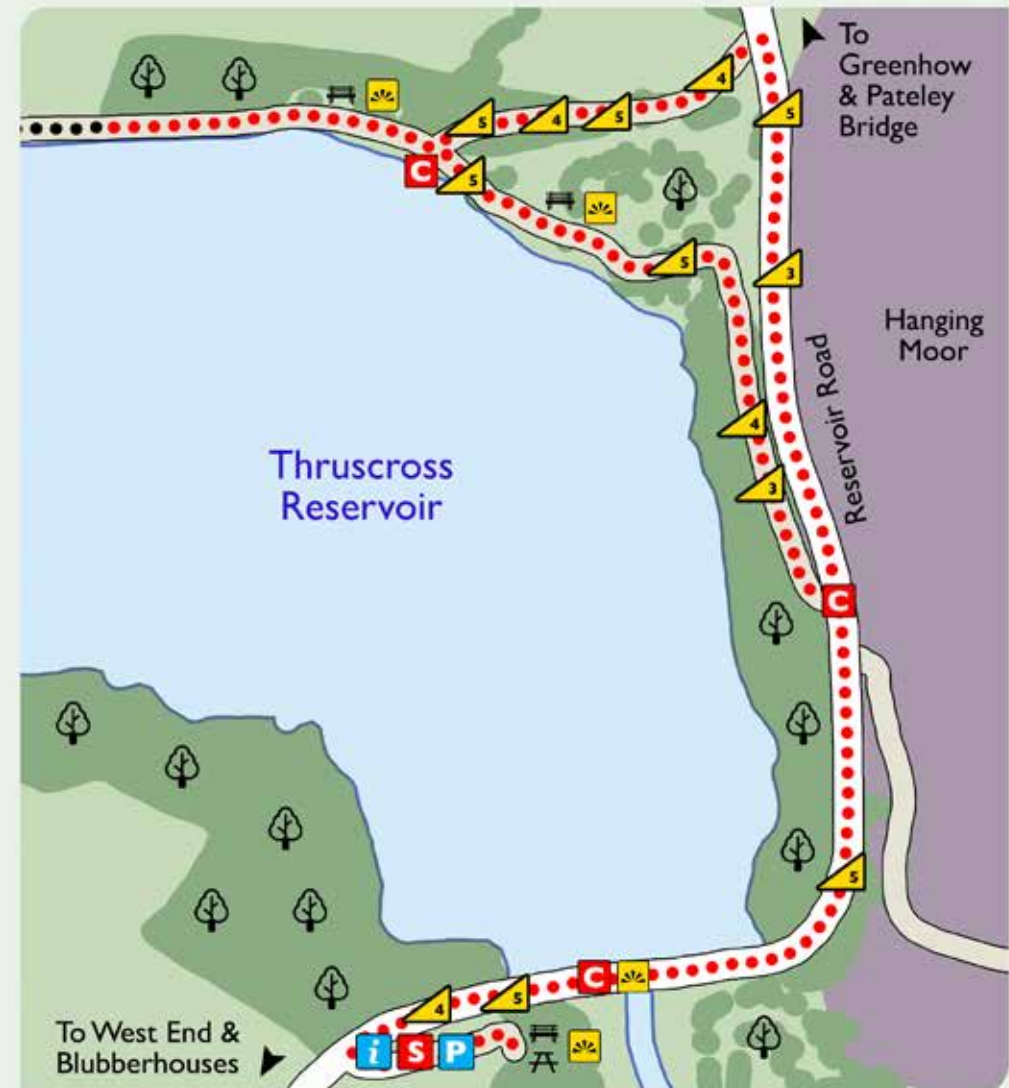 To
Greenhow
& Pateley
Bridge
4
5
4
5
5
C
5
5
3
Hanging
Moor
Reservoir Road
4
3
Thruscross
Reservoir
C
5
C
5
4
To West End &
Blubberhouses
i S P